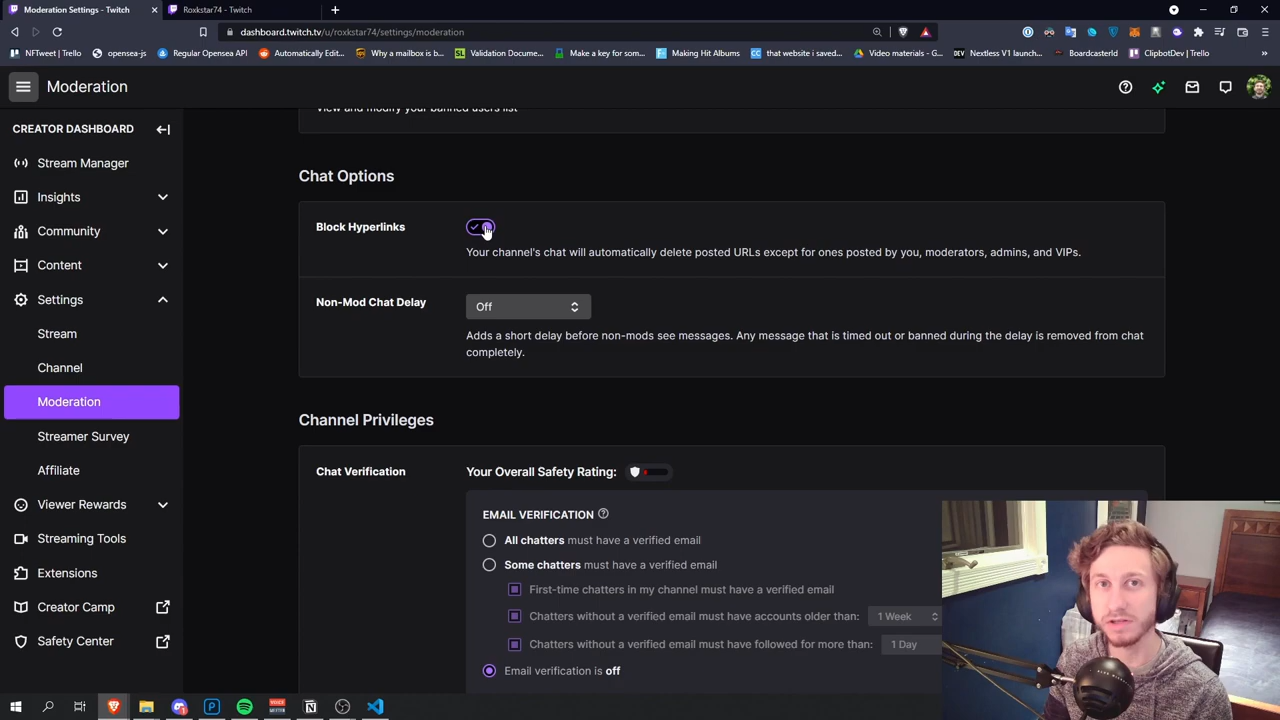 Moderation Settings - Twitch
Roxkstar74 - Twitch
dashboard.twitch.tv/u/roxkstar74/settings/moderation
NFTweet | Trello
opensea-js
Regular OpenSea API
Automatically Edit...
Why a mailbox is b...
SL Validation Docume...
Make a key for som...
Making Hit Albums
CC that website i saved...
Video materials - G...
DEV Nextless V1 launch...
BoardcasterId
ClipbotDev | Trello
Moderation
CREATOR DASHBOARD
Stream Manager
Insights
Community
Content
Settings
Stream
Channel
Moderation
Streamer Survey
Affiliate
Viewer Rewards
Streaming Tools
Extensions
Creator Camp
Safety Center
View and modify your banned users list
Chat Options
Block Hyperlinks
Your channel's chat will automatically delete posted URLs except for ones posted by you, moderators, admins, and VIPs.
Non-Mod Chat Delay
Off
Adds a short delay before non-mods see messages. Any message that is timed out or banned during the delay is removed from chat
completely.
Channel Privileges
Chat Verification
Your Overall Safety Rating:
EMAIL VERIFICATION
All chatters must have a verified email
Some chatters must have a verified email
First-time chatters in my channel must have a verified email
Chatters without a verified email must have accounts older than: 1 Week
Chatters without a verified email must have followed for more than: 1 Day
Email verification is off